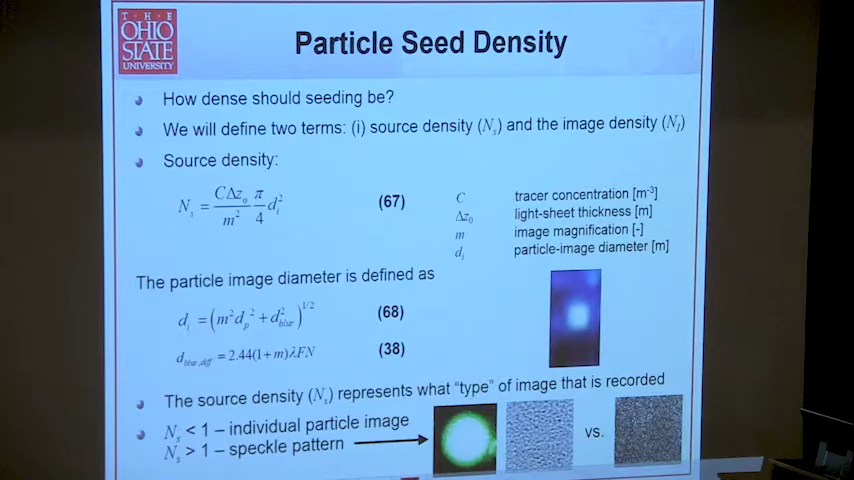 T · H · E
OHIO
STATE
UNIVERSITY
Particle Seed Density
How dense should seeding be?
We will define two terms: (i) source density (Ns) and the image density (NI)
Source density:
Ns = CΔzo/m² π/4 di² (67)
C tracer concentration [m-3]
Δz0 light-sheet thickness [m]
m image magnification [-]
di particle-image diameter [m]
The particle image diameter is defined as
di = (m²dp² + d²blur)1/2 (68)
dblur,diff = 2.44(1+m)λFN (38)
The source density (Ns) represents what “type” of image that is recorded
Ns < 1 – individual particle image
Ns > 1 – speckle pattern
vs.